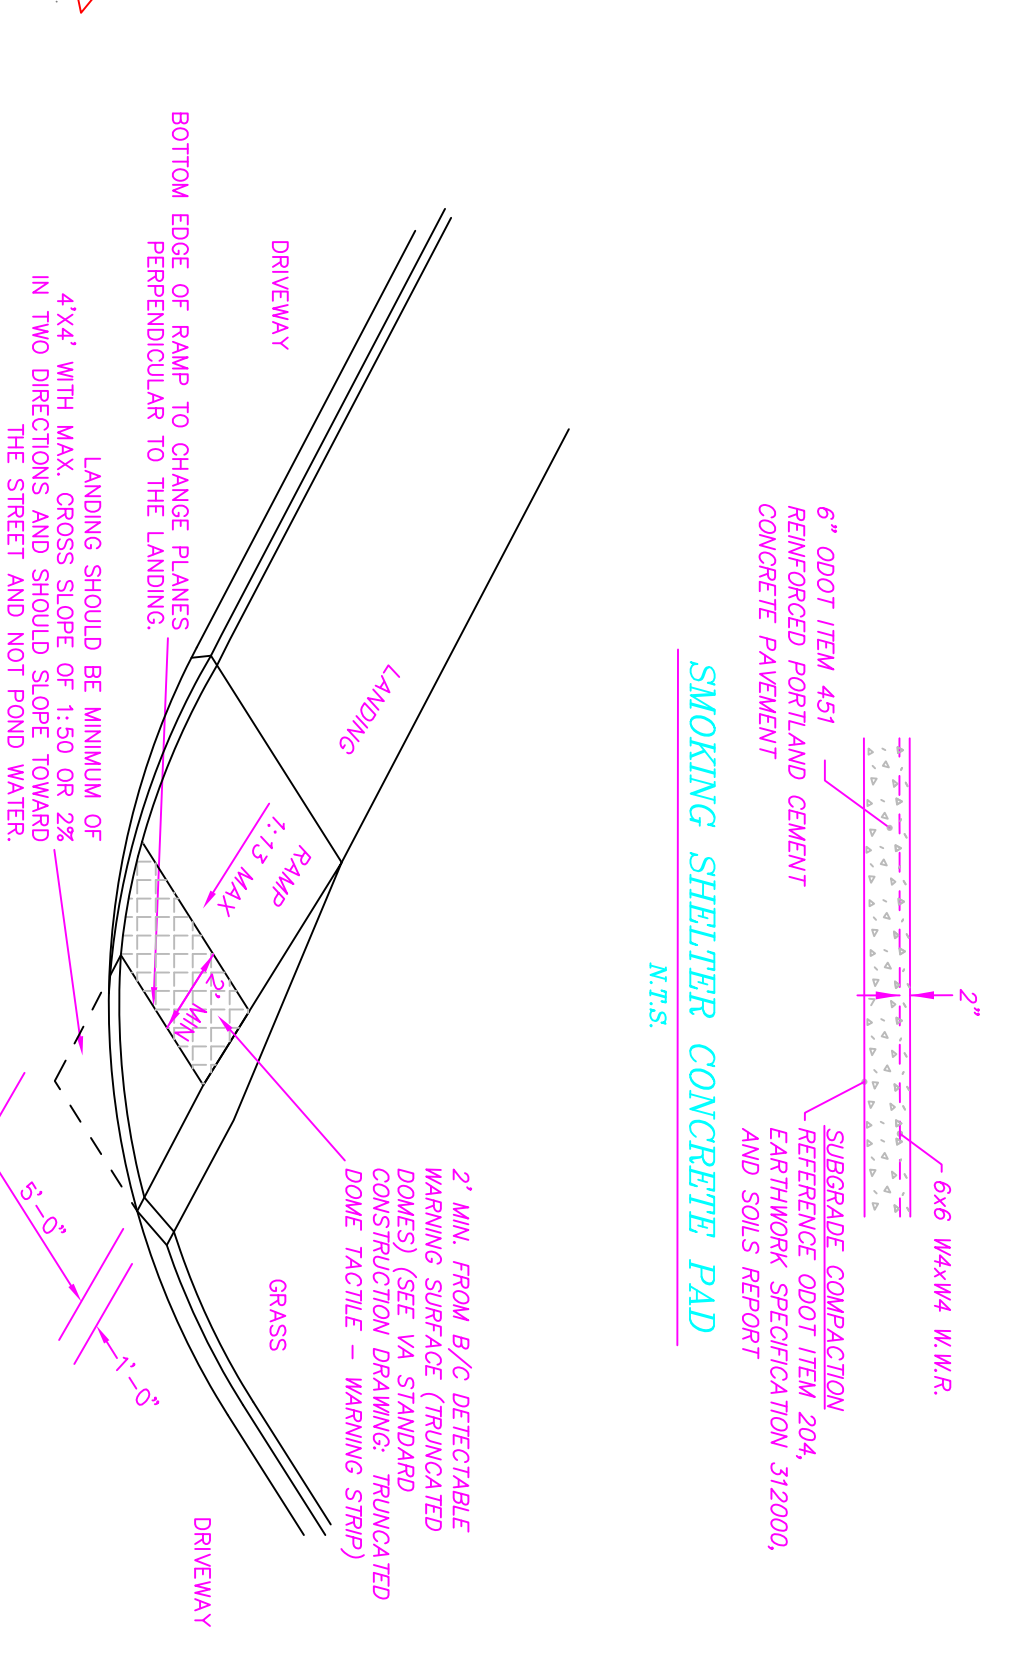 2"
6x6 W4xW4 W.W.R.
6" ODOT ITEM 451
REINFORCED PORTLAND CEMENT
CONCRETE PAVEMENT
SUBGRADE COMPACTION
REFERENCE ODOT ITEM 204,
EARTHWORK SPECIFICATION 312000,
AND SOILS REPORT
SMOKING SHELTER CONCRETE PAD
N.T.S.
2' MIN. FROM B/C DETECTABLE
WARNING SURFACE (TRUNCATED
DOMES) (SEE VA STANDARD
CONSTRUCTION DRAWING: TRUNCATED
DOME TACTILE - WARNING STRIP)
LANDING
RAMP
1:13 MAX
2' MIN
DRIVEWAY
GRASS
DRIVEWAY
BOTTOM EDGE OF RAMP TO CHANGE PLANES
PERPENDICULAR TO THE LANDING.
1'-0"
5'-0"
LANDING SHOULD BE MINIMUM OF
4'X4' WITH MAX. CROSS SLOPE OF 1:50 OR 2%
IN TWO DIRECTIONS AND SHOULD SLOPE TOWARD
THE STREET AND NOT POND WATER.